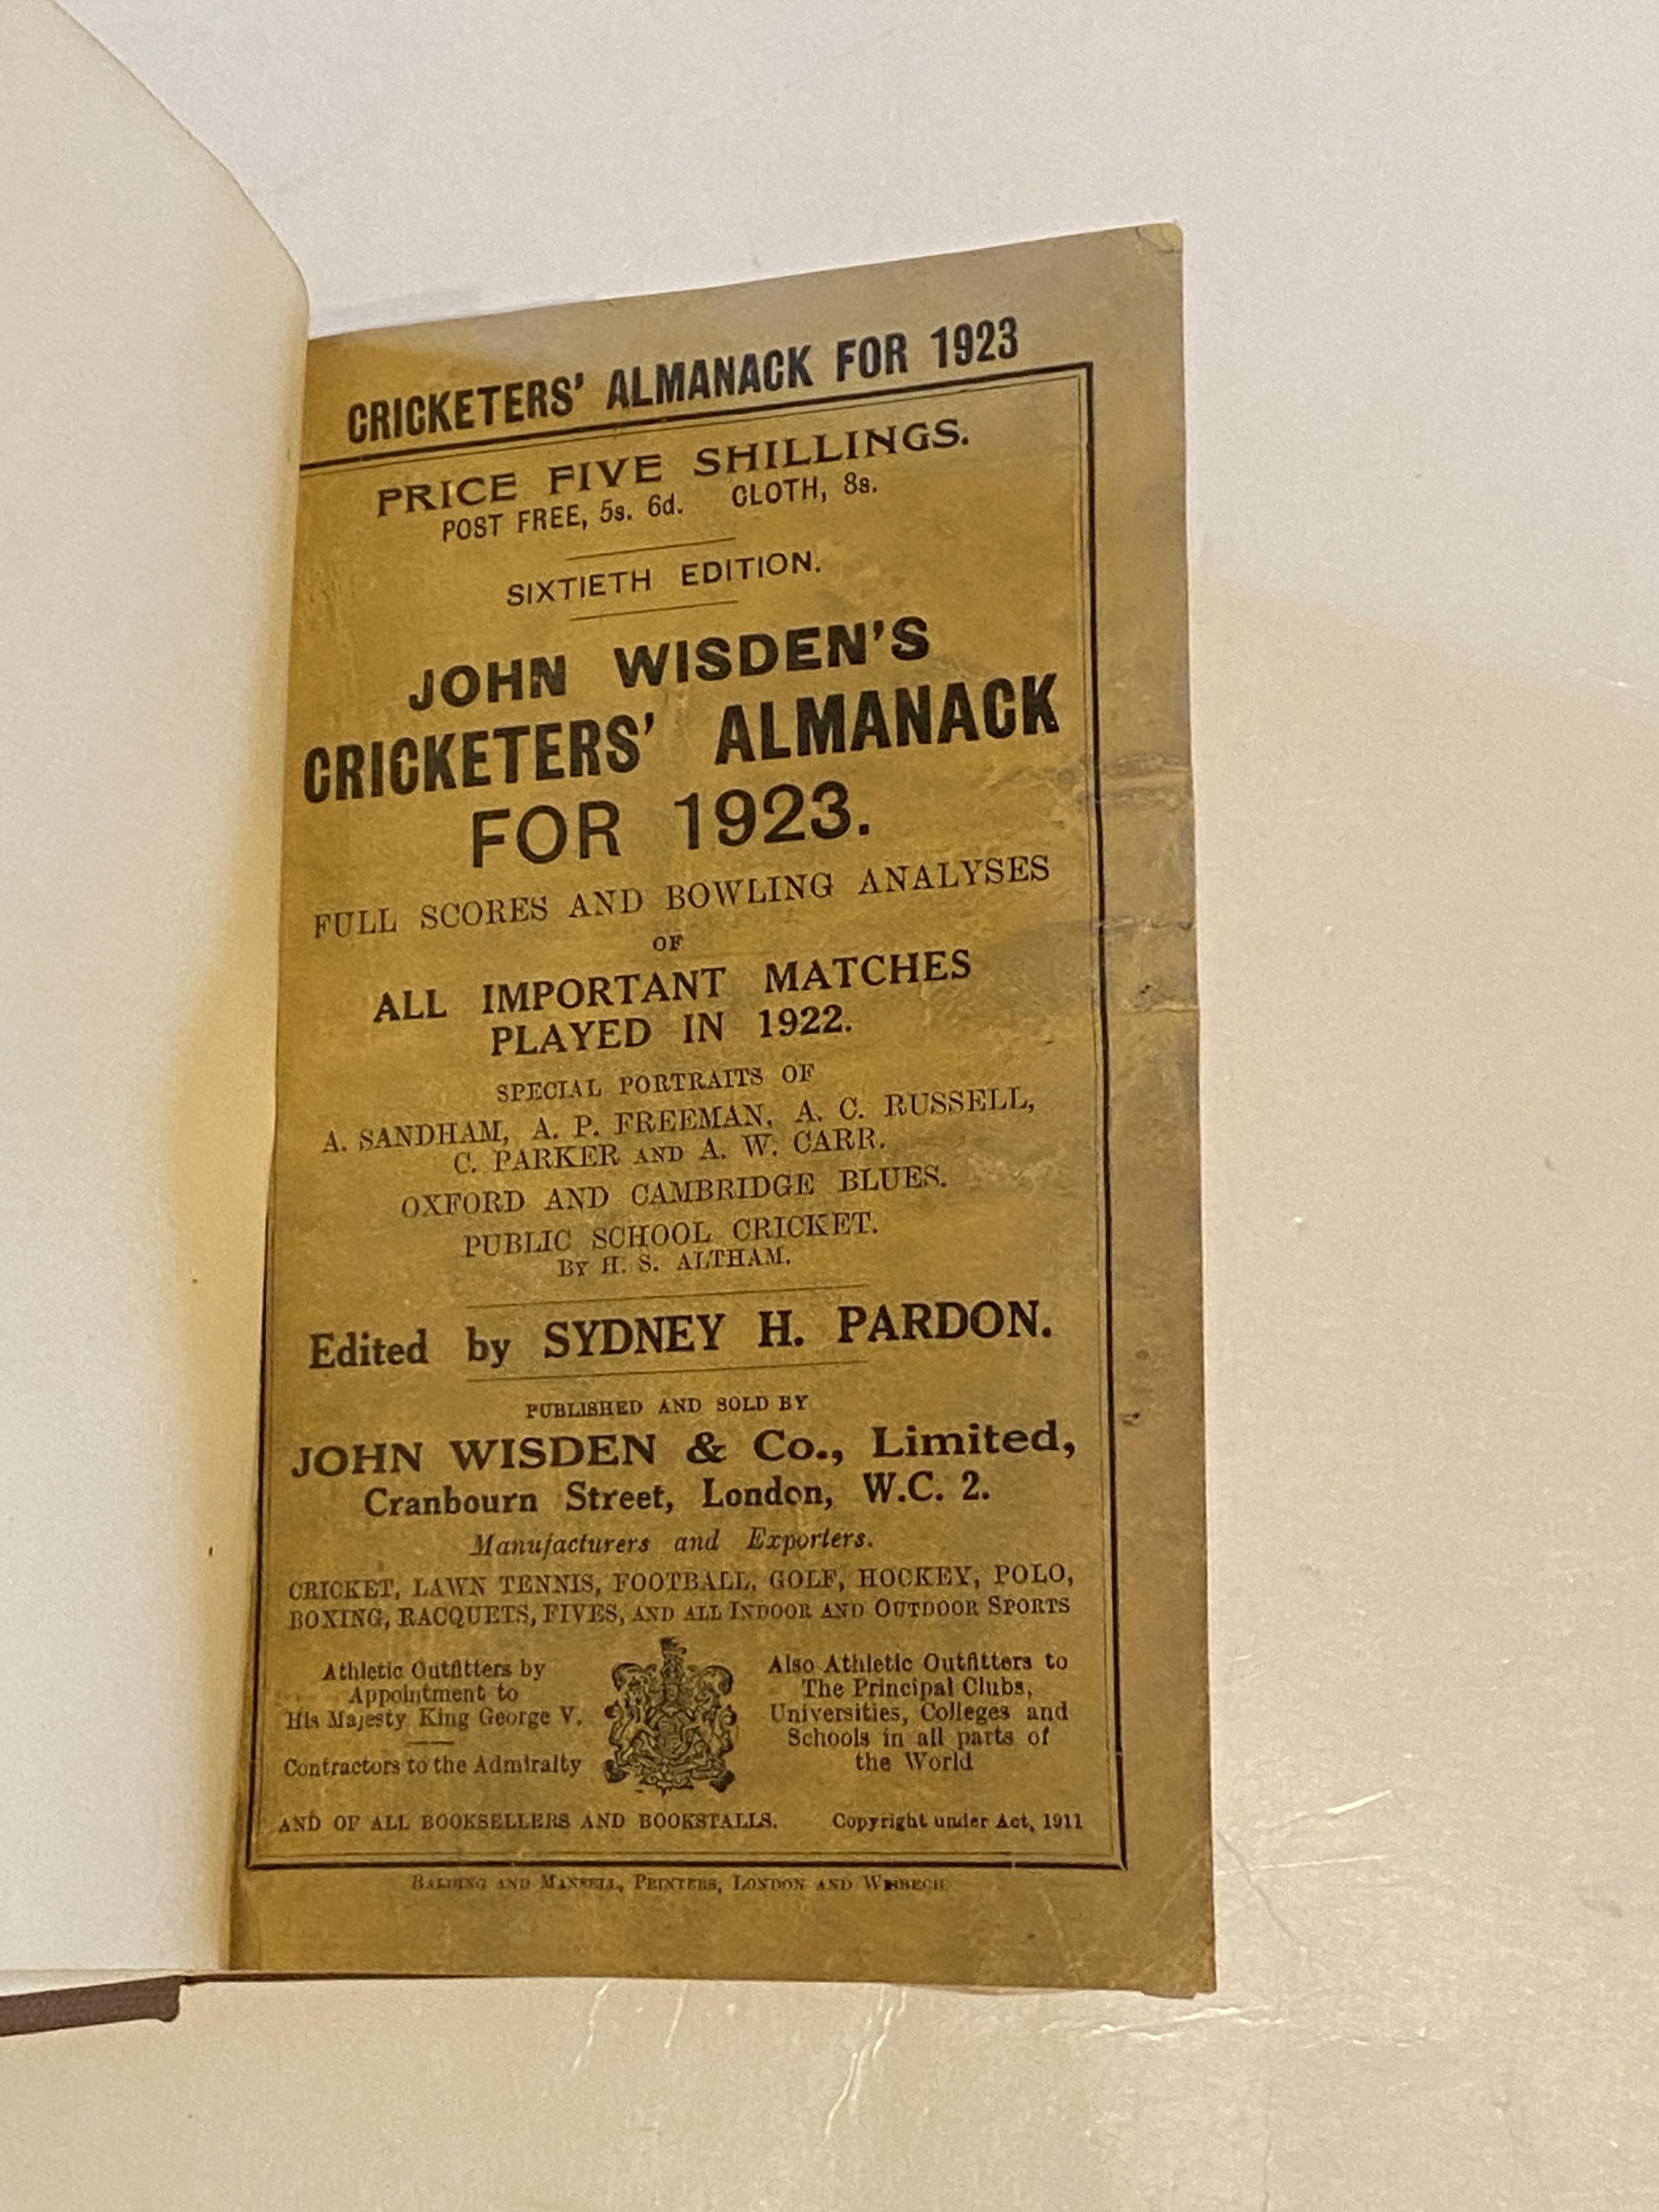 CRICKETERS' ALMANACK FOR 1923
PRICE FIVE SHILLINGS.
POST FREE, 5s. 6d. CLOTH, 8s.
SIXTIETH EDITION.
JOHN WISDEN'S
CRICKETERS' ALMANACK
FOR 1923.
FULL SCORES AND BOWLING ANALYSES
OF
ALL IMPORTANT MATCHES
PLAYED IN 1922.
SPECIAL PORTRAITS OF
A. SANDHAM, A. P. FREEMAN, A. C. RUSSELL,
C. PARKER AND A. W. CARR.
OXFORD AND CAMBRIDGE BLUES.
PUBLIC SCHOOL CRICKET.
BY H. S. ALTHAM.
Edited by SYDNEY H. PARDON.
PUBLISHED AND SOLD BY
JOHN WISDEN & Co., Limited,
Cranbourn Street, London, W.C. 2.
Manufacturers and Exporters.
CRICKET, LAWN TENNIS, FOOTBALL, GOLF, HOCKEY, POLO,
BOXING, RACQUETS, FIVES, AND ALL INDOOR AND OUTDOOR SPORTS
Athletic Outfitters by
Appointment to
His Majesty King George V.
Contractors to the Admiralty
Also Athletic Outfitters to
The Principal Clubs,
Universities, Colleges and
Schools in all parts of
the World
AND OF ALL BOOKSELLERS AND BOOKSTALLS. Copyright under Act, 1911
BALDING AND MANSELL, PRINTERS, LONDON AND WISBECH